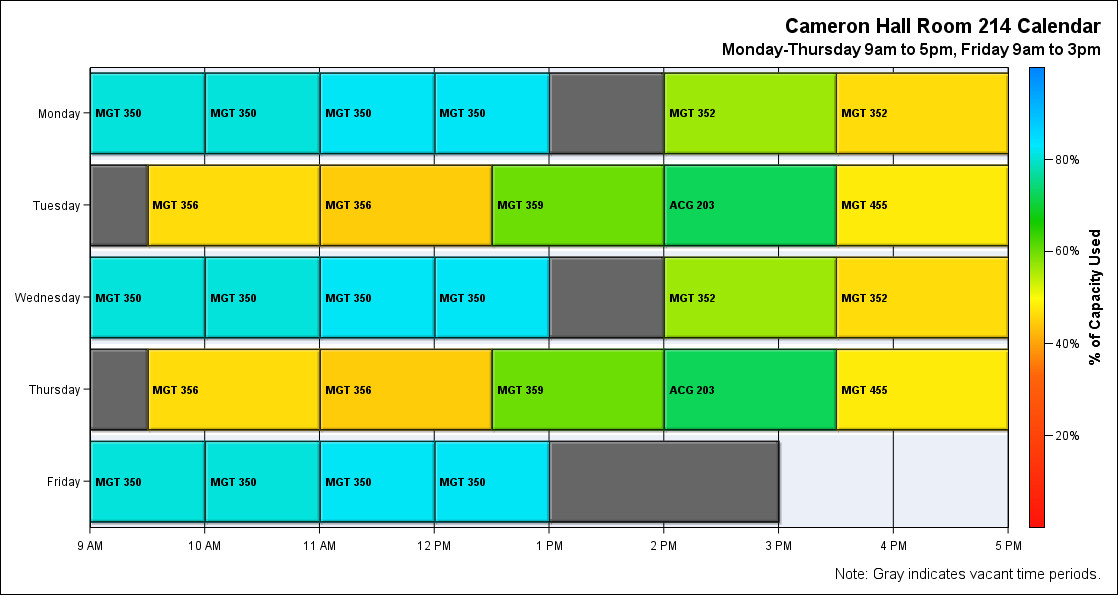 Cameron Hall Room 214 Calendar
Monday-Thursday 9am to 5pm, Friday 9am to 3pm
Monday MGT 350 MGT 350 MGT 350 MGT 350 MGT 352 MGT 352
80%
Tuesday MGT 356 MGT 356 MGT 359 ACG 203 MGT 455
60%
% of Capacity Used
Wednesday MGT 350 MGT 350 MGT 350 MGT 350 MGT 352 MGT 352
40%
Thursday MGT 356 MGT 356 MGT 359 ACG 203 MGT 455
20%
Friday MGT 350 MGT 350 MGT 350 MGT 350
9 AM 10 AM 11 AM 12 PM 1 PM 2 PM 3 PM 4 PM 5 PM
Note: Gray indicates vacant time periods.